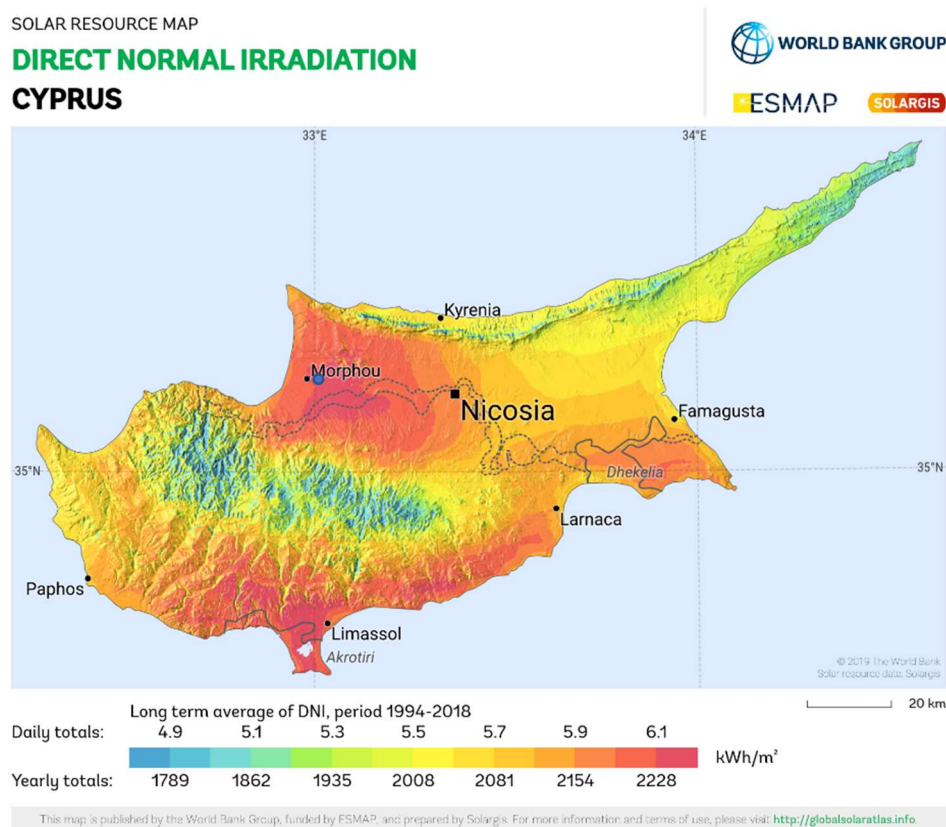 SOLAR RESOURCE MAP
DIRECT NORMAL IRRADIATION
CYPRUS
WORLD BANK GROUP
ESMAP
SOLARGIS
33°E
34°E
Kyrenia
Morphou
Nicosia
Famagusta
35°N
35°N
Dhekelia
Larnaca
Paphos
Limassol
Akrotiri
© 2019 The World Bank
Solar resource data: Solargis
20 km
Long term average of DNI, period 1994-2018
Daily totals: 4.9 5.1 5.3 5.5 5.7 5.9 6.1
kWh/m²
Yearly totals: 1789 1862 1935 2008 2081 2154 2228
This map is published by the World Bank Group, funded by ESMAP, and prepared by Solargis. For more information and terms of use, please visit http://globalsolaratlas.info.